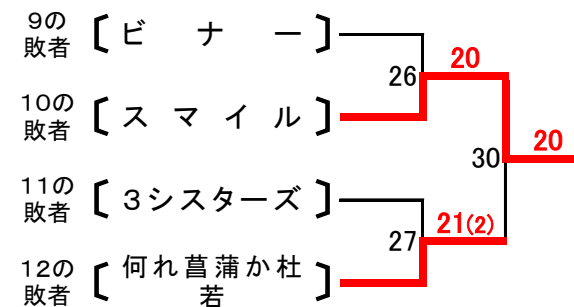 9の
敗者
〔ビナー〕
26
20
10の
敗者
〔スマイル〕
30
20
11の
敗者
〔3シスターズ〕
27
21(2)
12の
敗者
〔何れ菖蒲か杜
若〕